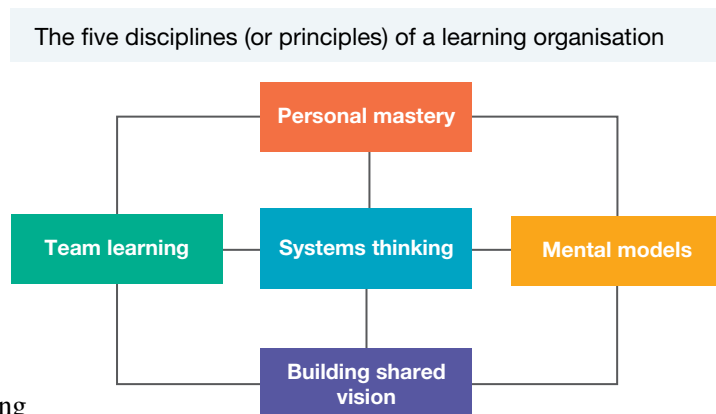 The five disciplines (or principles) of a learning organisation
Personal mastery
Team learning
Systems thinking
Mental models
Building shared
vision